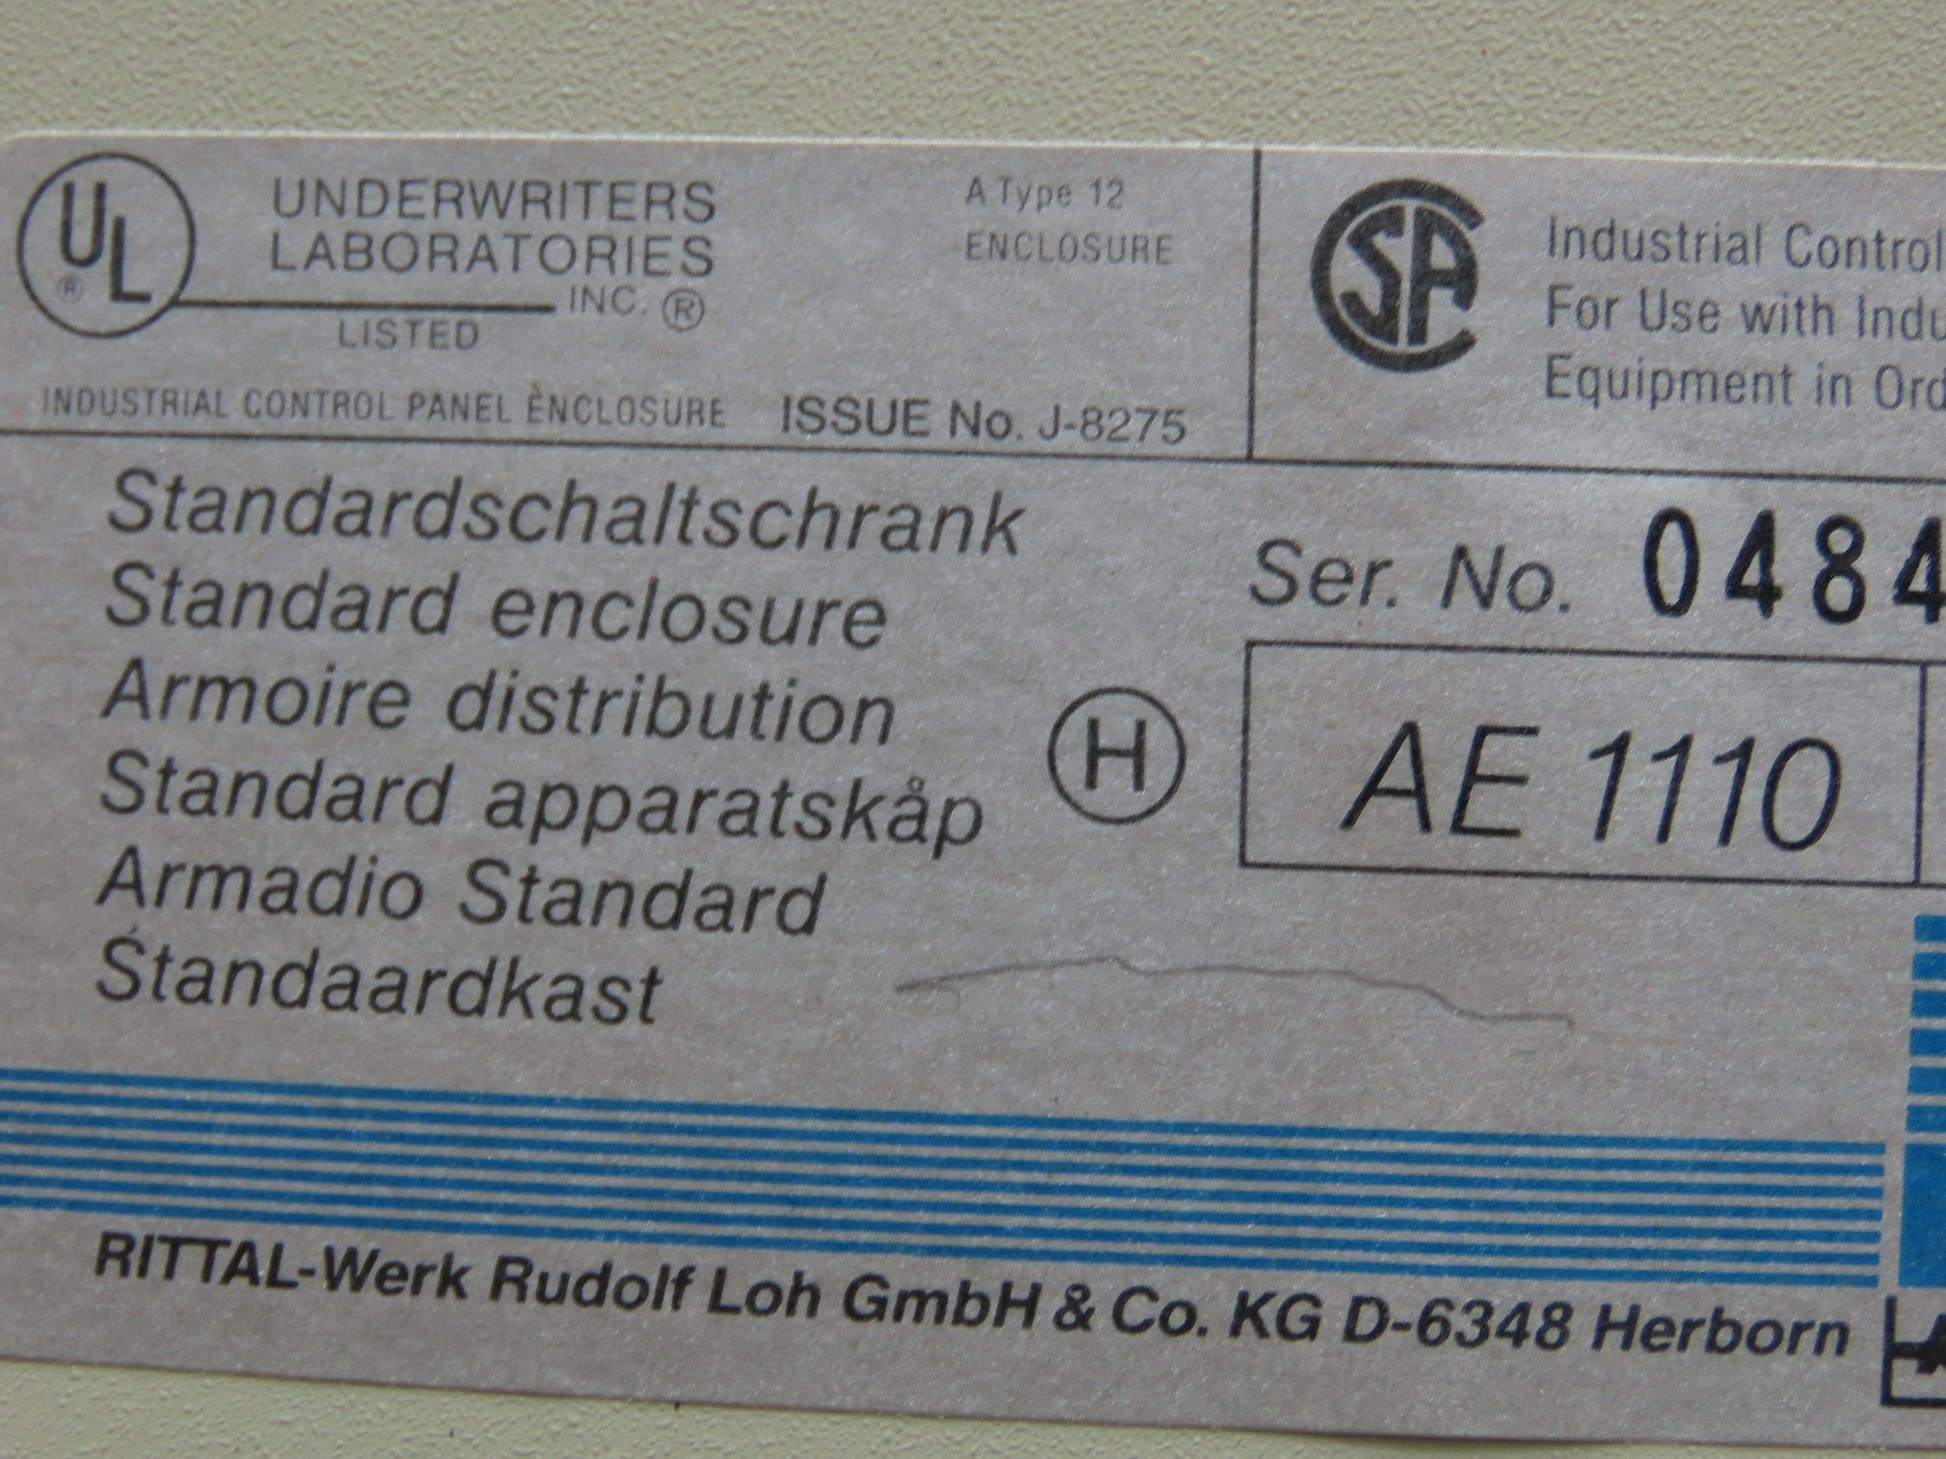 UL ®
UNDERWRITERS
LABORATORIES
INC. ®
LISTED
A Type 12
ENCLOSURE
INDUSTRIAL CONTROL PANEL ENCLOSURE ISSUE No. J-8275
SA
Industrial Control
For Use with
Equipment in
Standardschaltschrank
Standard enclosure
Armoire distribution
Standard apparatskåp
Armadio Standard
Standaardkast
H
Ser. No. 0484
AE 1110
RITTAL-Werk Rudolf Loh GmbH & Co. KG D-6348 Herborn